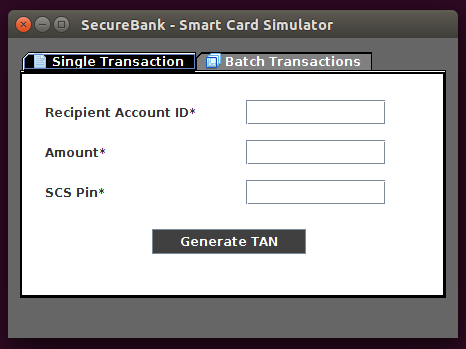 SecureBank - Smart Card Simulator
Single Transaction
Batch Transactions
Recipient Account ID*
Amount*
SCS Pin*
Generate TAN